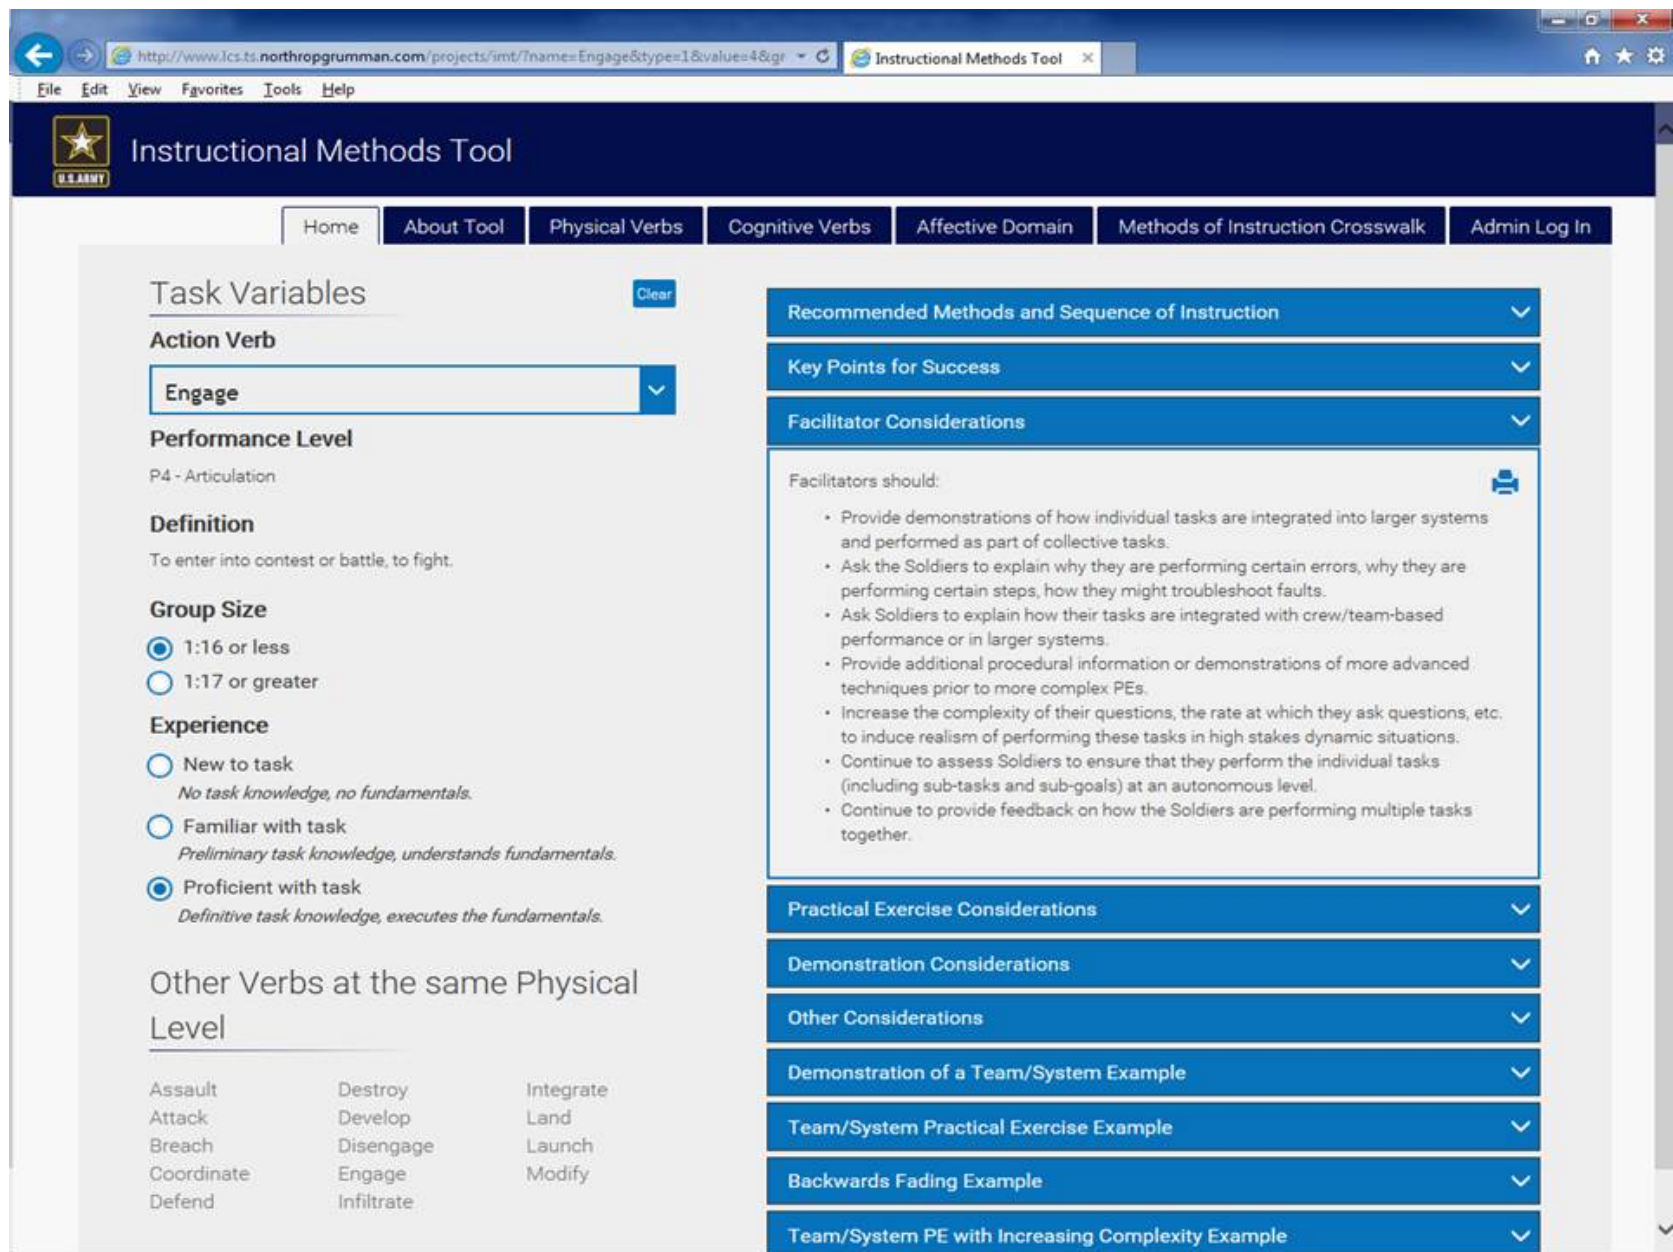 http://www.lcs.ts.northropgrumman.com/projects/imt/?name=Engage&type=1&value=4&gr
Instructional Methods Tool
File Edit View Favorites Tools Help
U.S.ARMY
Instructional Methods Tool
Home About Tool Physical Verbs Cognitive Verbs Affective Domain Methods of Instruction Crosswalk Admin Log In
Task Variables
Clear
Action Verb
Engage
Performance Level
P4 - Articulation
Definition
To enter into contest or battle, to fight.
Group Size
1:16 or less
1:17 or greater
Experience
New to task
No task knowledge, no fundamentals.
Familiar with task
Preliminary task knowledge, understands fundamentals.
Proficient with task
Definitive task knowledge, executes the fundamentals.
Other Verbs at the same Physical
Level
Assault Destroy Integrate
Attack Develop Land
Breach Disengage Launch
Coordinate Engage Modify
Defend Infiltrate
Recommended Methods and Sequence of Instruction
Key Points for Success
Facilitator Considerations
Facilitators should:
• Provide demonstrations of how individual tasks are integrated into larger systems
and performed as part of collective tasks.
• Ask the Soldiers to explain why they are performing certain errors, why they are
performing certain steps, how they might troubleshoot faults.
• Ask Soldiers to explain how their tasks are integrated with crew/team-based
performance or in larger systems.
• Provide additional procedural information or demonstrations of more advanced
techniques prior to more complex PEs.
• Increase the complexity of their questions, the rate at which they ask questions, etc.
to induce realism of performing these tasks in high stakes dynamic situations.
• Continue to assess Soldiers to ensure that they perform the individual tasks
(including sub-tasks and sub-goals) at an autonomous level.
• Continue to provide feedback on how the Soldiers are performing multiple tasks
together.
Practical Exercise Considerations
Demonstration Considerations
Other Considerations
Demonstration of a Team/System Example
Team/System Practical Exercise Example
Backwards Fading Example
Team/System PE with Increasing Complexity Example